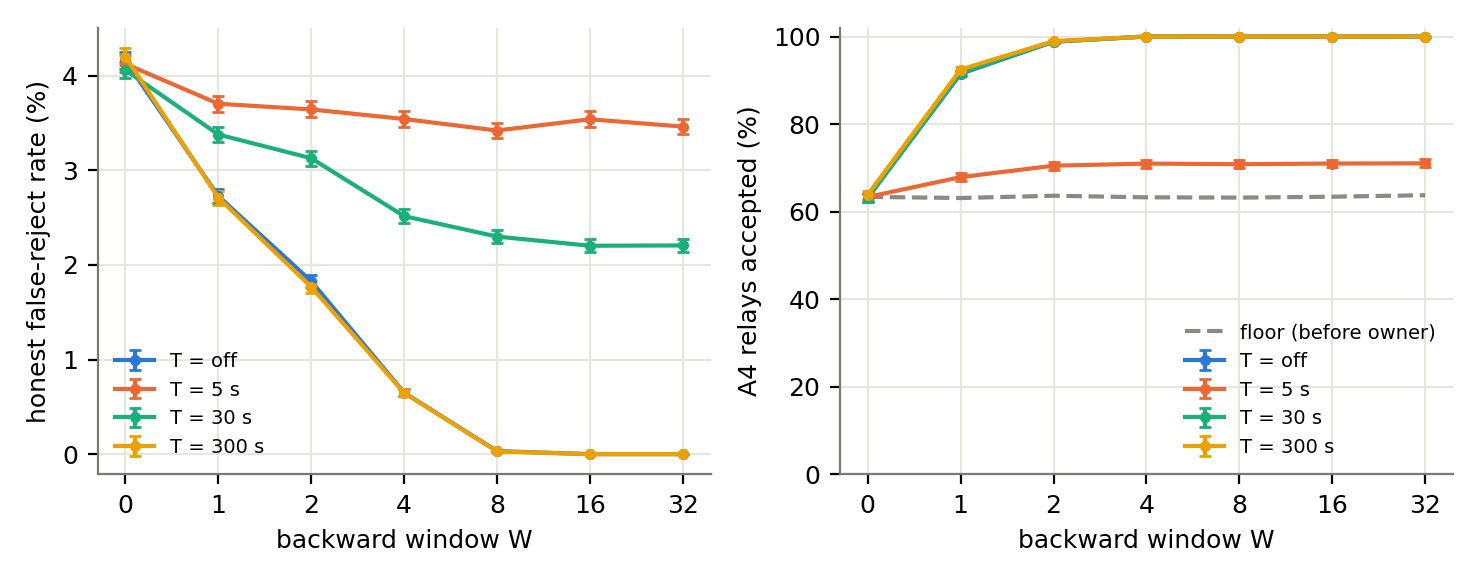 honest false-reject rate (%)
4
3
2
1
0
T = off
T = 5 s
T = 30 s
T = 300 s
0 1 2 4 8 16 32
backward window W
A4 relays accepted (%)
100
80
60
40
20
0
floor (before owner)
T = off
T = 5 s
T = 30 s
T = 300 s
0 1 2 4 8 16 32
backward window W